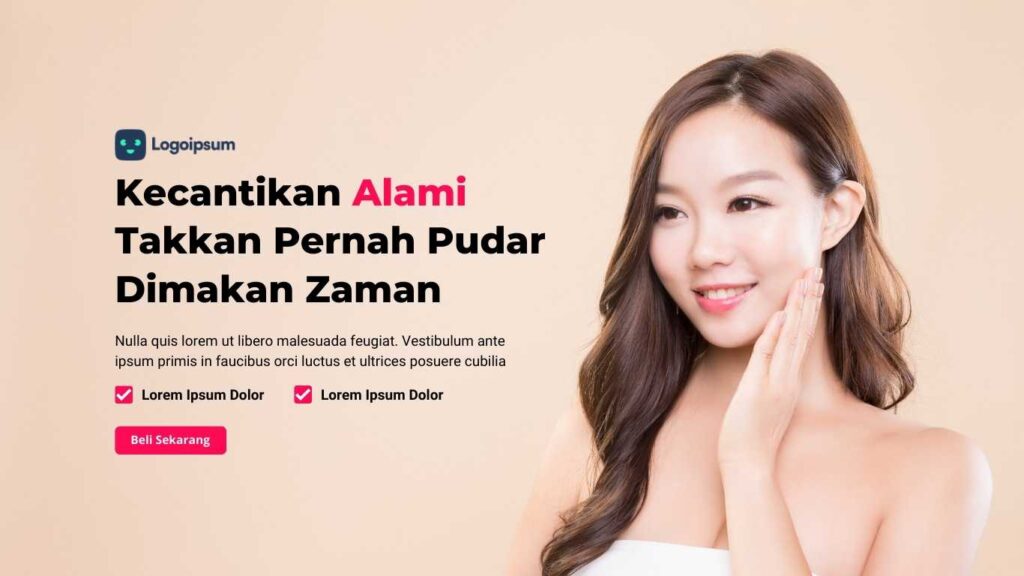 Logoipsum
Kecantikan Alami
Takkan Pernah Pudar
Dimakan Zaman
Nulla quis lorem ut libero malesuada feugiat. Vestibulum ante
ipsum primis in faucibus orci luctus et ultrices posuere cubilia
Lorem Ipsum Dolor Lorem Ipsum Dolor
Beli Sekarang